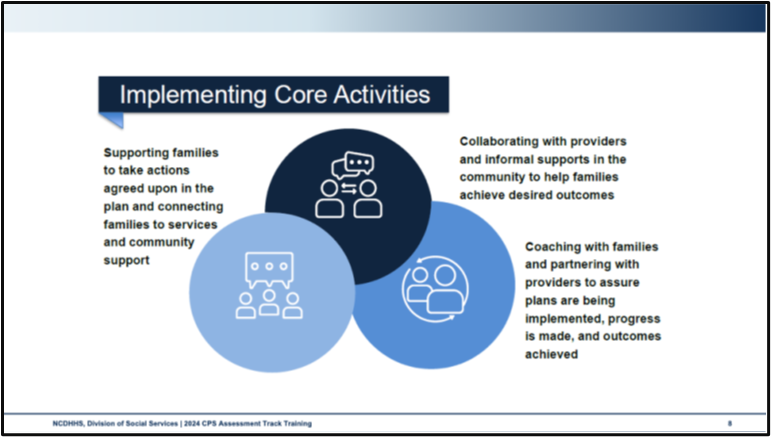 Implementing Core Activities
Supporting families
to take actions
agreed upon in the
plan and connecting
families to services
and community
support
Collaborating with providers
and informal supports in the
community to help families
achieve desired outcomes
Coaching with families
and partnering with
providers to assure
plans are being
implemented, progress
is made, and outcomes
achieved
NCDHHS, Division of Social Services | 2024 CPS Assessment Track Training
8